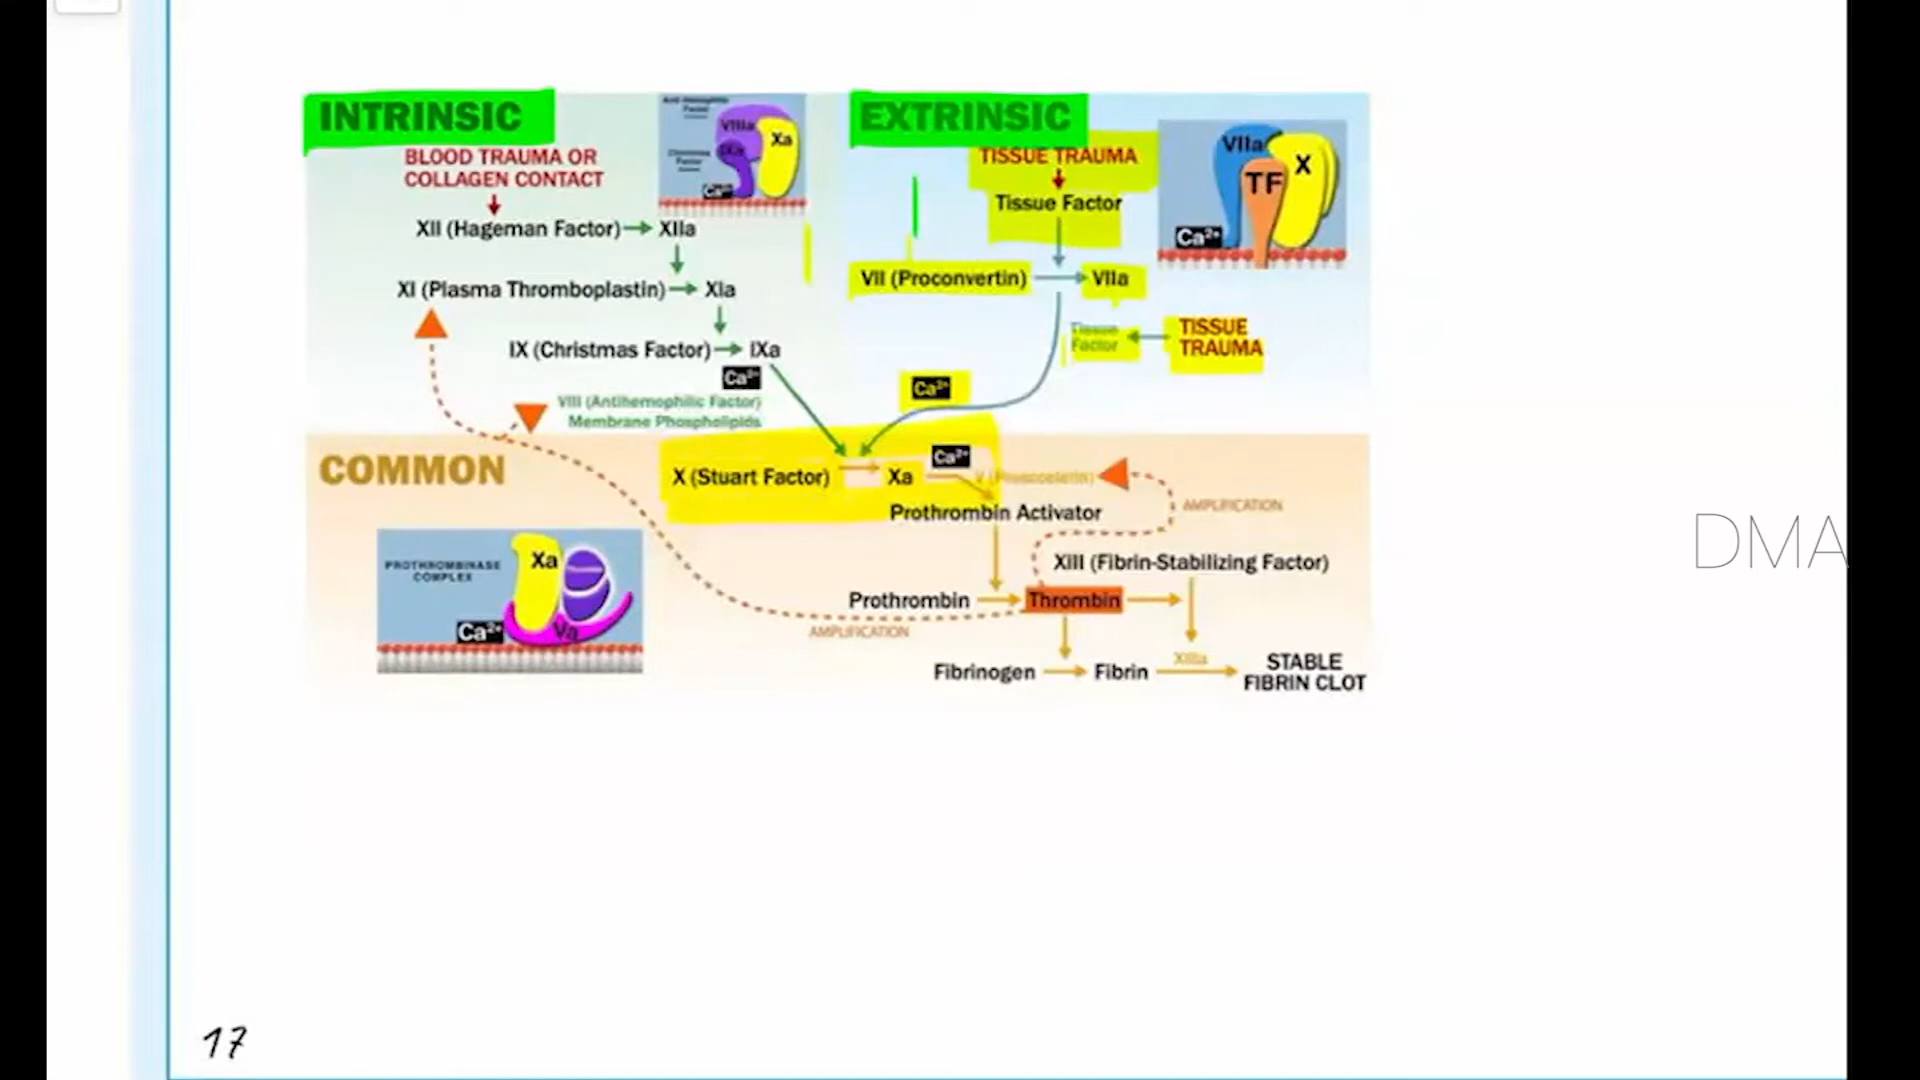 INTRINSIC
BLOOD TRAUMA OR
COLLAGEN CONTACT
XII (Hageman Factor) XIIa
XI (Plasma Thromboplastin) XIa
IX (Christmas Factor) IXa
Ca²⁺
VIII (Antihemophilic Factor)
Membrane Phospholipids
Factor
VIIIa
Xa
Christmas
Factor
IXa
Ca²⁺
EXTRINSIC
TISSUE TRAUMA
Tissue Factor
VII (Proconvertin) VIIa
Tissue
Factor
TISSUE
TRAUMA
Ca²⁺
VIIa
X
TF
Ca²⁺
COMMON
X (Stuart Factor) Xa
Ca²⁺
Prothrombin Activator
AMPLIFICATION
XIII (Fibrin-Stabilizing Factor)
Prothrombin Thrombin
AMPLIFICATION
Fibrinogen Fibrin XIIIa STABLE
FIBRIN CLOT
PROTHROMBINASE
COMPLEX
Xa
Ca²⁺
Va
DMA
17